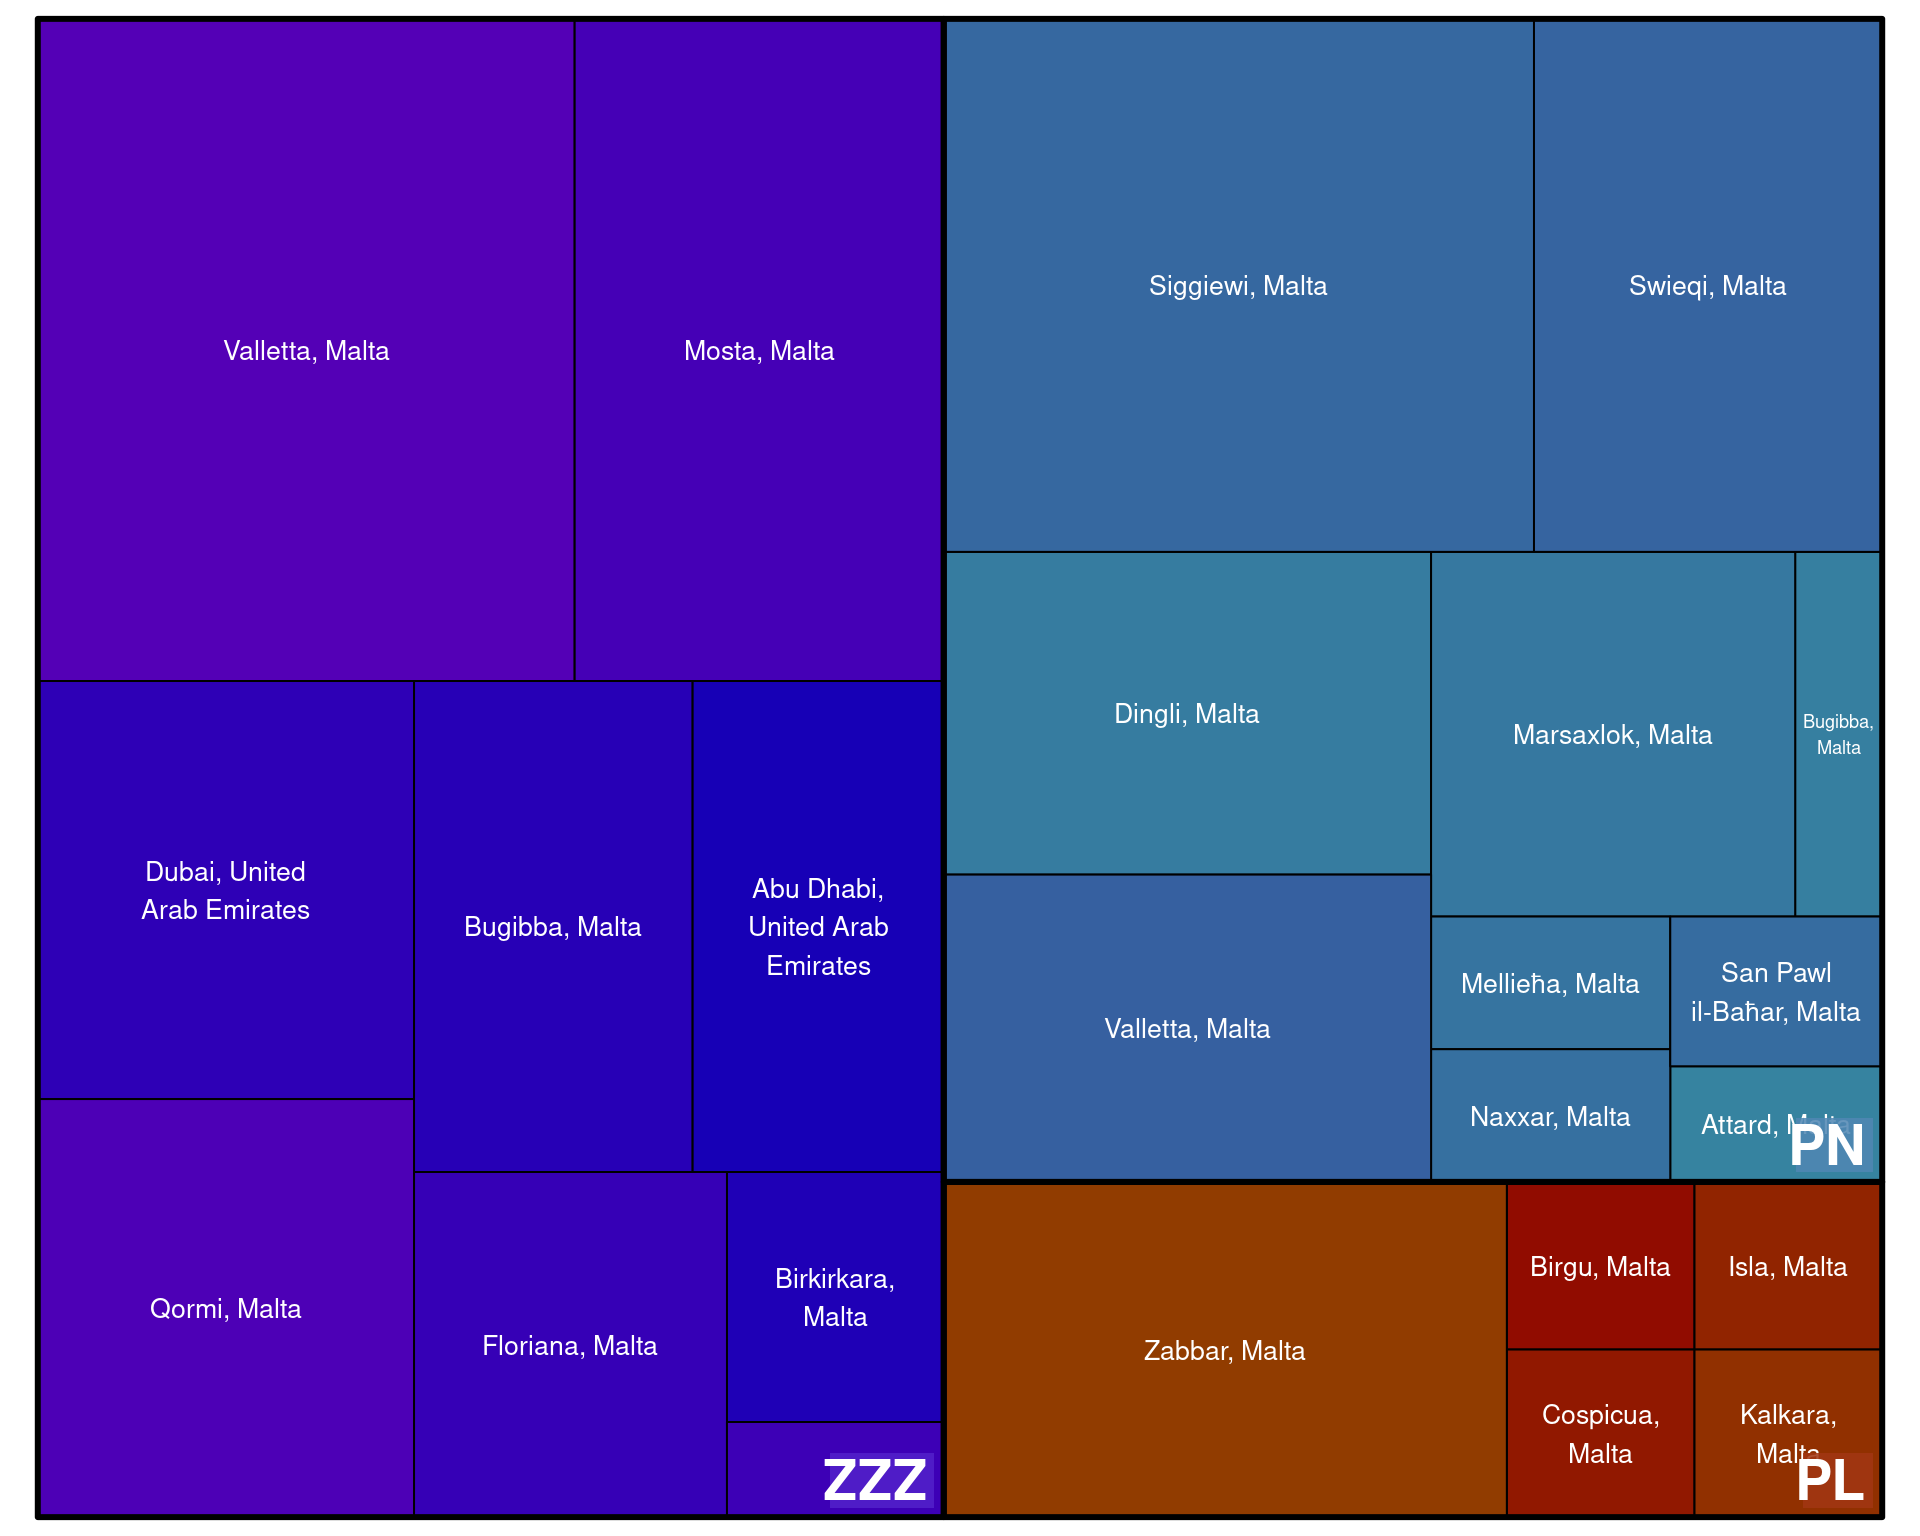 Valletta, Malta
Mosta, Malta
Dubai, United
Arab Emirates
Bugibba, Malta
Abu Dhabi,
United Arab
Emirates
Qormi, Malta
Floriana, Malta
Birkirkara,
Malta
ZZZ
Siggiewi, Malta
Swieqi, Malta
Dingli, Malta
Marsaxlok, Malta
Bugibba,
Malta
Valletta, Malta
Mellieħa, Malta
San Pawl
il-Baħar, Malta
Naxxar, Malta
Attard, Malta
PN
Zabbar, Malta
Birgu, Malta
Isla, Malta
Cospicua,
Malta
Kalkara,
Malta
PL